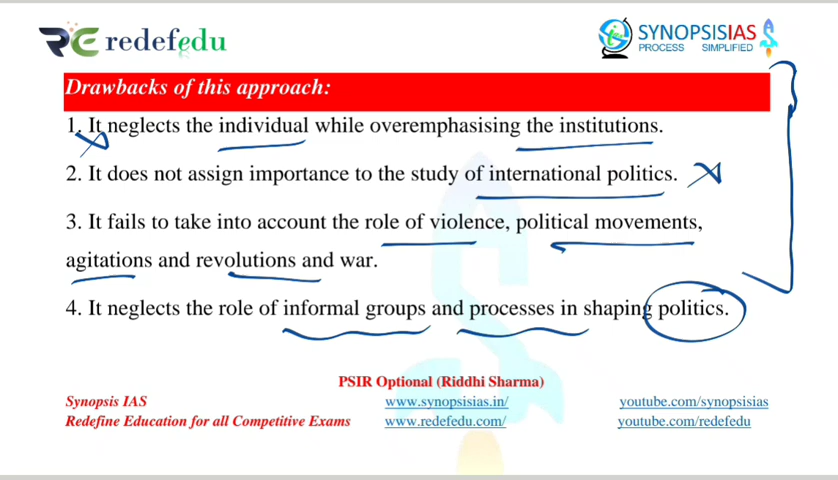 redefedu
SYNOPSISIAS
PROCESS SIMPLIFIED
Drawbacks of this approach:
1. It neglects the individual while overemphasising the institutions.
2. It does not assign importance to the study of international politics.
3. It fails to take into account the role of violence, political movements,
agitations and revolutions and war.
4. It neglects the role of informal groups and processes in shaping politics.
PSIR Optional (Riddhi Sharma)
Synopsis IAS www.synopsisias.in/ youtube.com/synopsisias
Redefine Education for all Competitive Exams www.redefedu.com/ youtube.com/redefedu